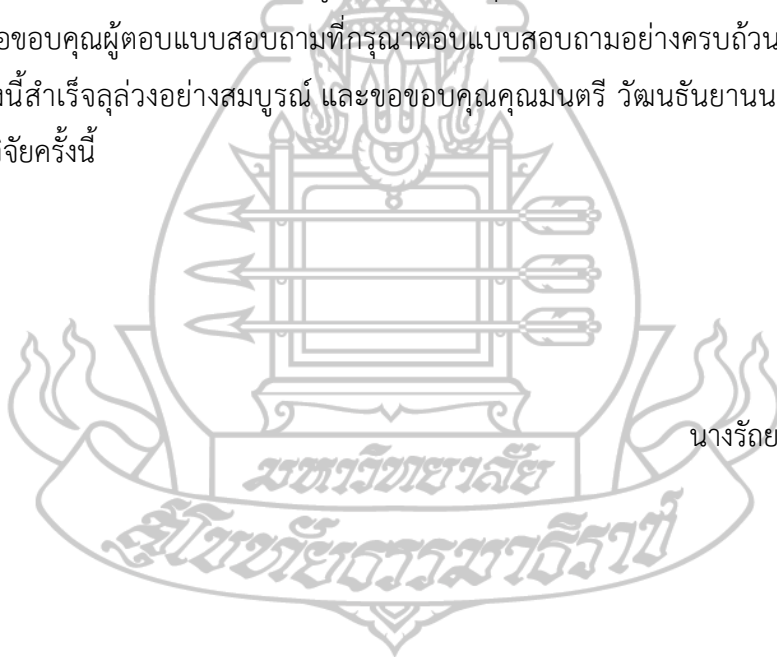 อขอบคุณผู้ตอบแบบสอบถามที่กรุณาตอบแบบสอบถามอย่างครบถ้วน
งนี้สำเร็จลุล่วงอย่างสมบูรณ์ และขอขอบคุณคุณมนตรี วัฒนธันยานน
จัยครั้งนี้
นางรัถย
มหาวิทยาลัย
สุโขทัยธรรมาธิราช